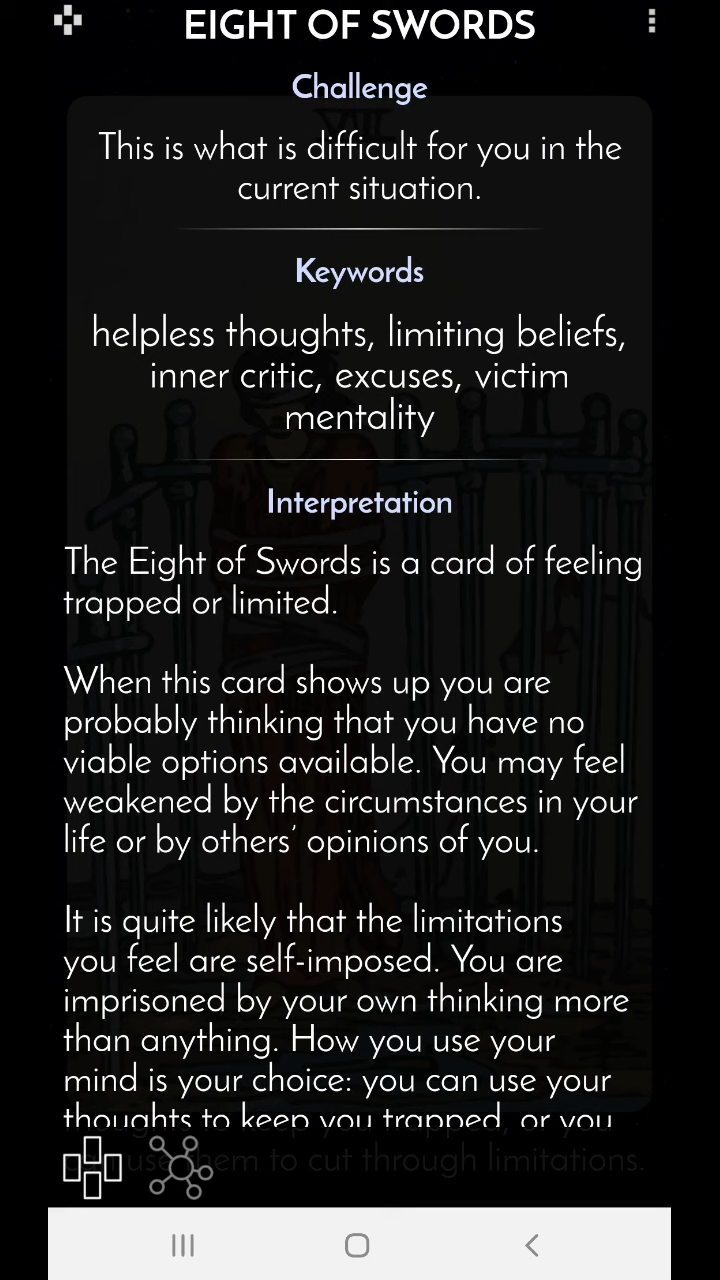 EIGHT OF SWORDS
Challenge
This is what is difficult for you in the
current situation.
Keywords
helpless thoughts, limiting beliefs,
inner critic, excuses, victim
mentality
Interpretation
The Eight of Swords is a card of feeling
trapped or limited.
When this card shows up you are
probably thinking that you have no
viable options available. You may feel
weakened by the circumstances in your
life or by others’ opinions of you.
It is quite likely that the limitations
you feel are self-imposed. You are
imprisoned by your own thinking more
than anything. How you use your
mind is your choice: you can use your
thoughts to keep you trapped, or you
can use them to cut through limitations.